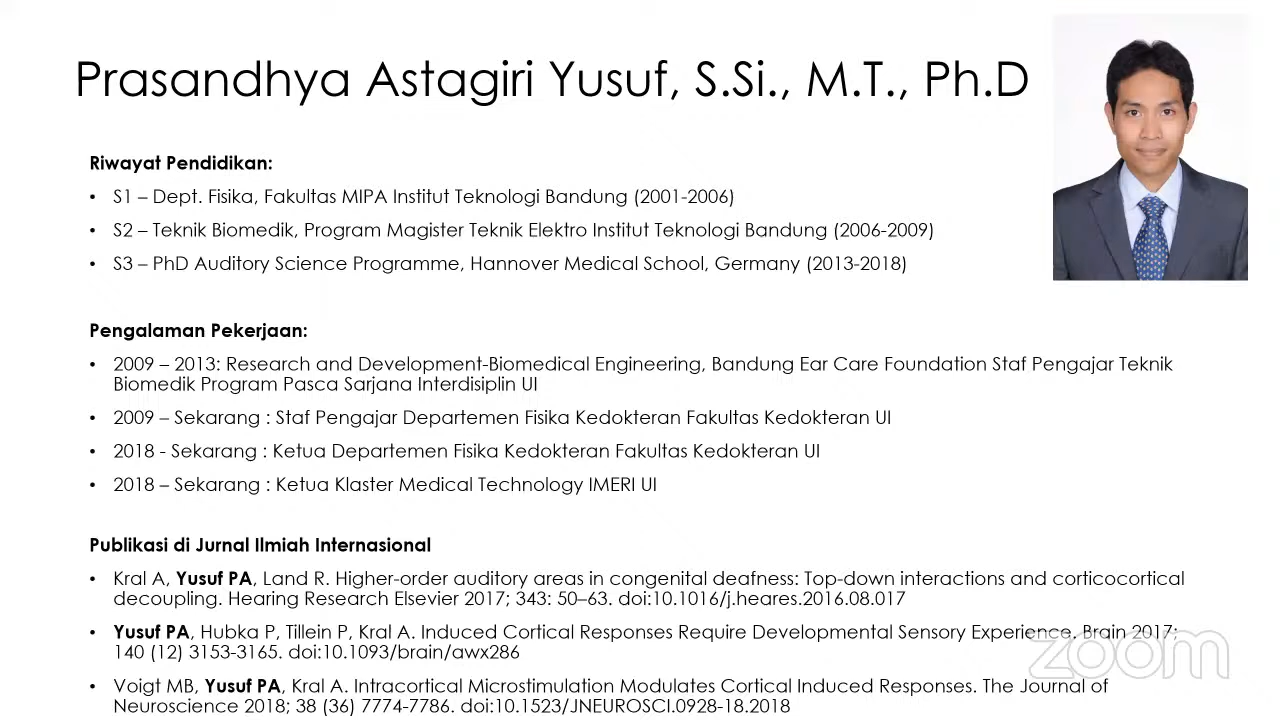 Prasandhya Astagiri Yusuf, S.Si., M.T., Ph.D
Riwayat Pendidikan:
• S1 – Dept. Fisika, Fakultas MIPA Institut Teknologi Bandung (2001-2006)
• S2 – Teknik Biomedik, Program Magister Teknik Elektro Institut Teknologi Bandung (2006-2009)
• S3 – PhD Auditory Science Programme, Hannover Medical School, Germany (2013-2018)
Pengalaman Pekerjaan:
• 2009 – 2013: Research and Development-Biomedical Engineering, Bandung Ear Care Foundation Staf Pengajar Teknik
Biomedik Program Pasca Sarjana Interdisiplin UI
• 2009 – Sekarang : Staf Pengajar Departemen Fisika Kedokteran Fakultas Kedokteran UI
• 2018 - Sekarang : Ketua Departemen Fisika Kedokteran Fakultas Kedokteran UI
• 2018 – Sekarang : Ketua Klaster Medical Technology IMERI UI
Publikasi di Jurnal Ilmiah Internasional
• Kral A, Yusuf PA, Land R. Higher-order auditory areas in congenital deafness: Top-down interactions and corticocortical
decoupling. Hearing Research Elsevier 2017; 343: 50–63. doi:10.1016/j.heares.2016.08.017
• Yusuf PA, Hubka P, Tillein P, Kral A. Induced Cortical Responses Require Developmental Sensory Experience. Brain 2017;
140 (12) 3153-3165. doi:10.1093/brain/awx286
• Voigt MB, Yusuf PA, Kral A. Intracortical Microstimulation Modulates Cortical Induced Responses. The Journal of
Neuroscience 2018; 38 (36) 7774-7786. doi:10.1523/JNEUROSCI.0928-18.2018
zoom